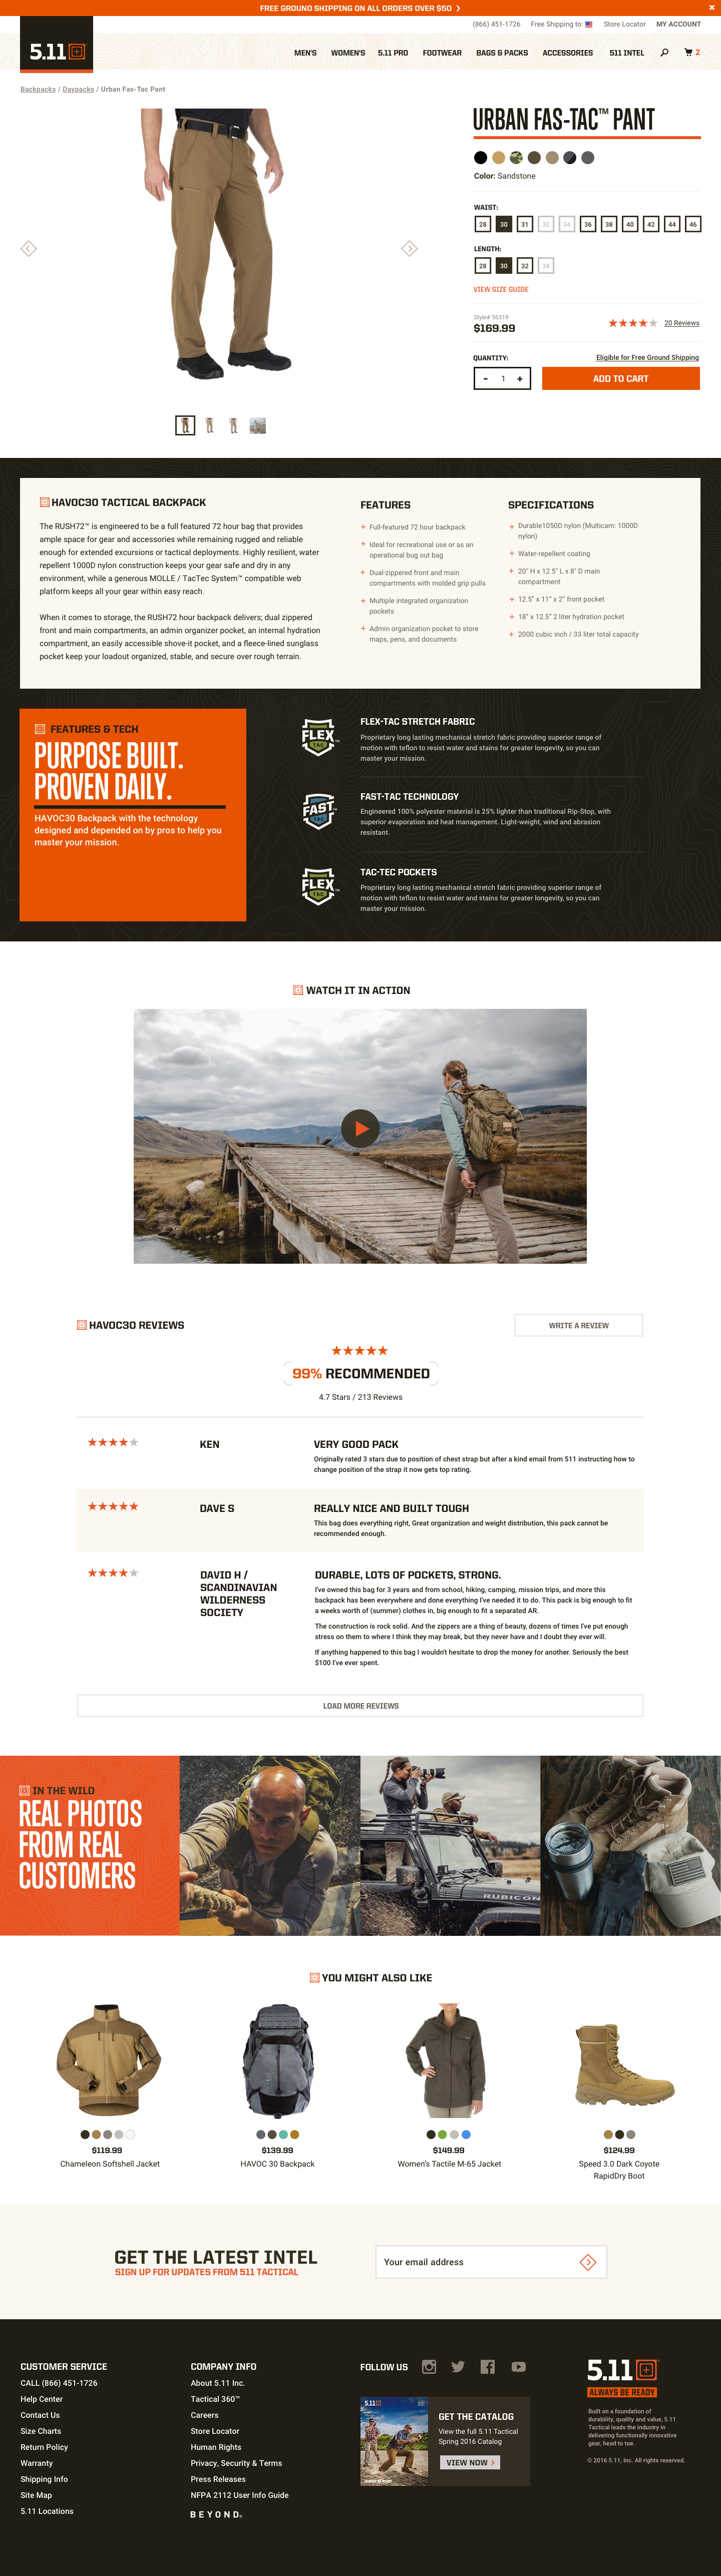 FREE GROUND SHIPPING ON ALL ORDERS OVER $50
(866) 451-1726 Free Shipping to: Store Locator MY ACCOUNT
5.11
MEN'S WOMEN'S 5.11 PRO FOOTWEAR BAGS & PACKS ACCESSORIES 511 INTEL 2
Backpacks / Daypacks / Urban Fas-Tac Pant
URBAN FAS-TAC™ PANT
Color: Sandstone
WAIST:
28 30 31 32 34 36 38 40 42 44 46
LENGTH:
28 30 32 34
VIEW SIZE GUIDE
Style# 56319
$169.99
20 Reviews
QUANTITY:
Eligible for Free Ground Shipping
- 1 +
ADD TO CART
HAVOC30 TACTICAL BACKPACK
The RUSH72™ is engineered to be a full featured 72 hour bag that provides
ample space for gear and accessories while remaining rugged and reliable
enough for extended excursions or tactical deployments. Highly resilient, water
repellent 1000D nylon construction keeps your gear safe and dry in any
environment, while a generous MOLLE / TacTec System™ compatible web
platform keeps all your gear within easy reach.
When it comes to storage, the RUSH72 hour backpack delivers; dual zippered
front and main compartments, an admin organizer pocket, an internal hydration
compartment, an easily accessible shove-it pocket, and a fleece-lined sunglass
pocket keep your loadout organized, stable, and secure over rough terrain.
FEATURES
+ Full-featured 72 hour backpack
+ Ideal for recreational use or as an
operational bug out bag
+ Dual-zippered front and main
compartments with molded grip pulls
+ Multiple integrated organization
pockets
+ Admin organization pocket to store
maps, pens, and documents
SPECIFICATIONS
+ Durable1050D nylon (Multicam: 1000D
nylon)
+ Water-repellent coating
+ 20" H x 12.5" L x 8" D main
compartment
+ 12.5” x 11” x 2” front pocket
+ 18” x 12.5” 2 liter hydration pocket
+ 2000 cubic inch / 33 liter total capacity
FEATURES & TECH
PURPOSE BUILT.
PROVEN DAILY.
HAVOC30 Backpack with the technology
designed and depended on by pros to help you
master your mission.
FLEX
TAC
FLEX-TAC STRETCH FABRIC
Proprietary long lasting mechanical stretch fabric providing superior range of
motion with teflon to resist water and stains for greater longevity, so you can
master your mission.
FAST
TAC
FAST-TAC TECHNOLOGY
Engineered 100% polyester material is 25% lighter than traditional Rip-Stop, with
superior evaporation and heat management. Light-weight, wind and abrasion
resistant.
FLEX
TAC
TAC-TEC POCKETS
Proprietary long lasting mechanical stretch fabric providing superior range of
motion with teflon to resist water and stains for greater longevity, so you can
master your mission.
WATCH IT IN ACTION
HAVOC30 REVIEWS
WRITE A REVIEW
99% RECOMMENDED
4.7 Stars / 213 Reviews
KEN
VERY GOOD PACK
Originally rated 3 stars due to position of chest strap but after a kind email from 511 instructing how to
change position of the strap it now gets top rating.
DAVE S
REALLY NICE AND BUILT TOUGH
This bag does everything right, Great organization and weight distribution, this pack cannot be
recommended enough.
DAVID H /
SCANDINAVIAN
WILDERNESS
SOCIETY
DURABLE, LOTS OF POCKETS, STRONG.
I've owned this bag for 3 years and from school, hiking, camping, mission trips, and more this
backpack has been everywhere and done everything I've needed it to do. This pack is big enough to fit
a weeks worth of (summer) clothes in, big enough to fit a separated AR.
The construction is rock solid. And the zippers are a thing of beauty, dozens of times I've put enough
stress on them to where I think they may break, but they never have and I doubt they ever will.
If anything happened to this bag I wouldn't hesitate to drop the money for another. Seriously the best
$100 I've ever spent.
LOAD MORE REVIEWS
IN THE WILD
REAL PHOTOS
FROM REAL
CUSTOMERS
RUBICON
YOU MIGHT ALSO LIKE
$119.99
Chameleon Softshell Jacket
$139.99
HAVOC 30 Backpack
$149.99
Women's Tactile M-65 Jacket
$124.99
Speed 3.0 Dark Coyote
RapidDry Boot
GET THE LATEST INTEL
SIGN UP FOR UPDATES FROM 511 TACTICAL
Your email address
CUSTOMER SERVICE
CALL (866) 451-1726
Help Center
Contact Us
Size Charts
Return Policy
Warranty
Shipping Info
Site Map
5.11 Locations
COMPANY INFO
About 5.11 Inc.
Tactical 360™
Careers
Store Locator
Human Rights
Privacy, Security & Terms
Press Releases
NFPA 2112 User Info Guide
BEYOND
FOLLOW US
5.11
GET THE CATALOG
View the full 5.11 Tactical
Spring 2016 Catalog
VIEW NOW
5.11
ALWAYS BE READY
Built on a foundation of
durability, quality and value, 5.11
Tactical leads the industry in
delivering functionally innovative
gear, head to toe.
© 2016 5.11, Inc. All rights reserved.